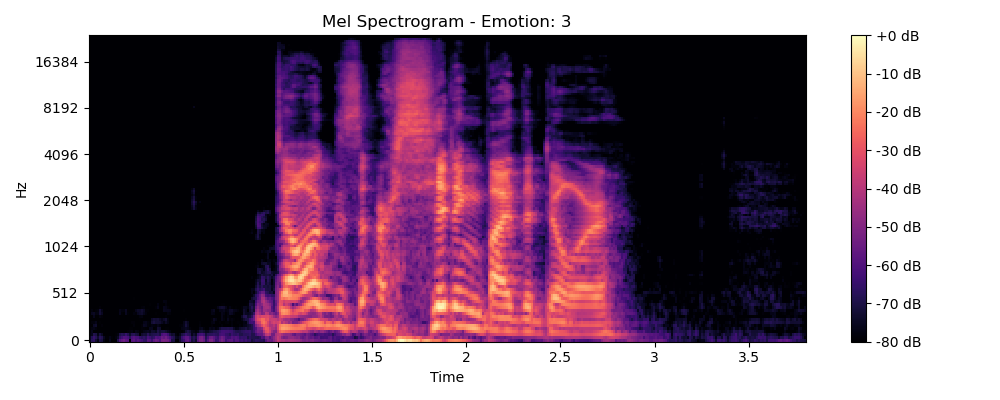 Mel Spectrogram - Emotion: 3
Hz
16384
8192
4096
2048
1024
512
0
0
0.5
1
1.5
2
2.5
3
3.5
Time
+0 dB
-10 dB
-20 dB
-30 dB
-40 dB
-50 dB
-60 dB
-70 dB
-80 dB